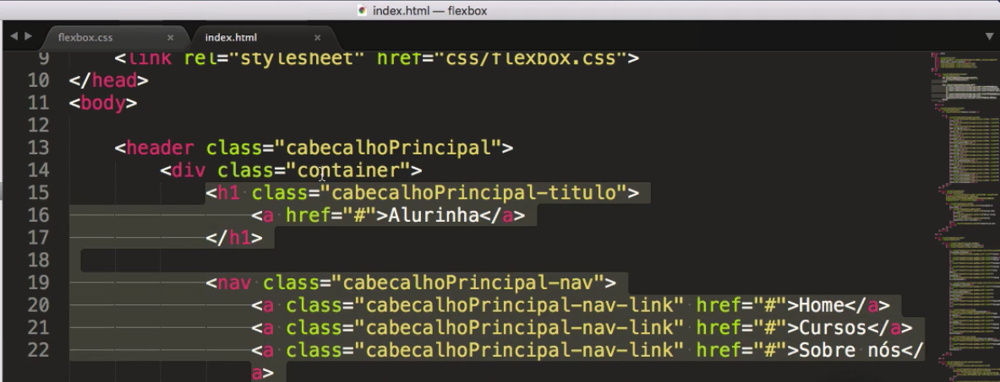 index.html — flexbox
flexbox.css × index.html ×
9 <link rel="stylesheet" href="css/flexbox.css">
10 </head>
11 <body>
12
13 <header class="cabecalhoPrincipal">
14 <div class="container">
15 <h1 class="cabecalhoPrincipal-titulo">
16 <a href="#">Alurinha</a>
17 </h1>
18
19 <nav class="cabecalhoPrincipal-nav">
20 <a class="cabecalhoPrincipal-nav-link" href="#">Home</a>
21 <a class="cabecalhoPrincipal-nav-link" href="#">Cursos</a>
22 <a class="cabecalhoPrincipal-nav-link" href="#">Sobre nós</
a>